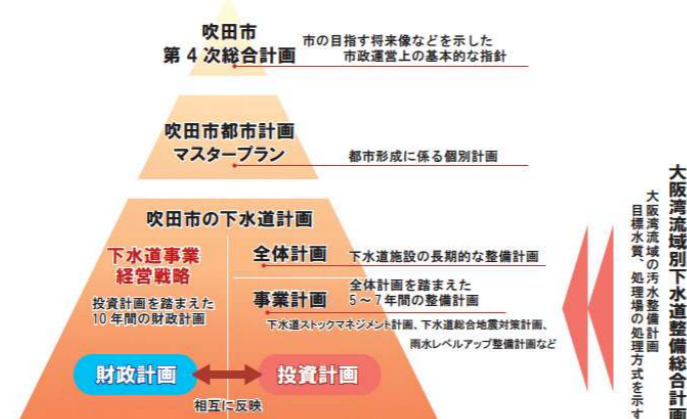 吹田市
第4次総合計画
市の目指す将来像などを示した
市政運営上の基本的な指針
吹田市都市計画
マスタープラン
都市形成に係る個別計画
吹田市の下水道計画
下水道事業
経営戦略
投資計画を踏まえた
10年間の財政計画
全体計画
下水道施設の長期的な整備計画
事業計画
全体計画を踏まえた
5~7年間の整備計画
下水道ストックマネジメント計画、下水道総合地震対策計画、
雨水レベルアップ整備計画など
財政計画
投資計画
相互に反映
大阪湾流域別下水道整備総合計画
大阪湾流域の汚水整備計画
目標水質、処理場の処理方式を示す